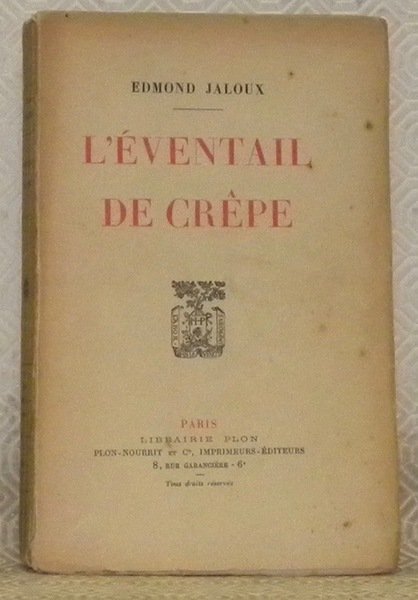 EDMOND JALOUX
L'ÉVENTAIL
DE CRÊPE
PARIS
LIBRAIRIE PLON
PLON-NOURRIT ET Cie, IMPRIMEURS-ÉDITEURS
8, RUE GARANCIÈRE - 6e
Tous droits réservés